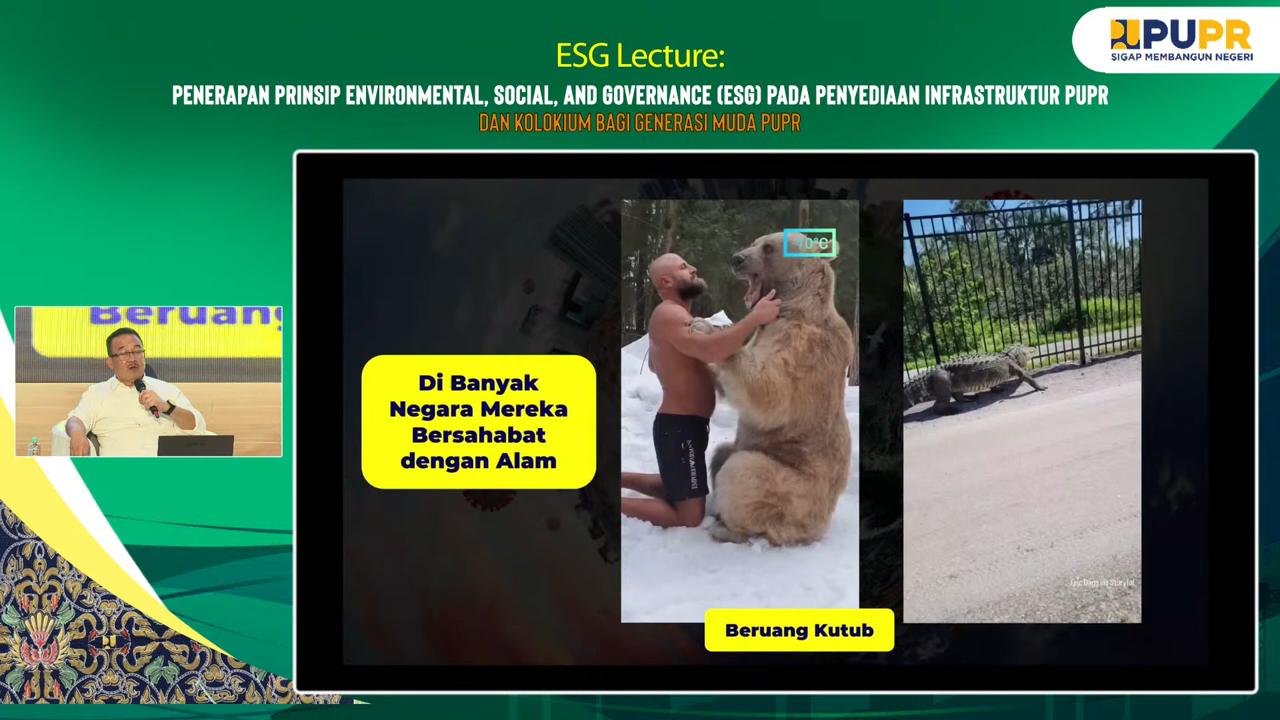 PUPR
SIGAP MEMBANGUN NEGERI
ESG Lecture:
PENERAPAN PRINSIP ENVIRONMENTAL, SOCIAL, AND GOVERNANCE (ESG) PADA PENYEDIAAN INFRASTRUKTUR PUPR
DAN KOLOKIUM BAGI GENERASI MUDA PUPR
Beruang
Di Banyak
Negara Mereka
Bersahabat
dengan Alam
-10°C
Beruang Kutub